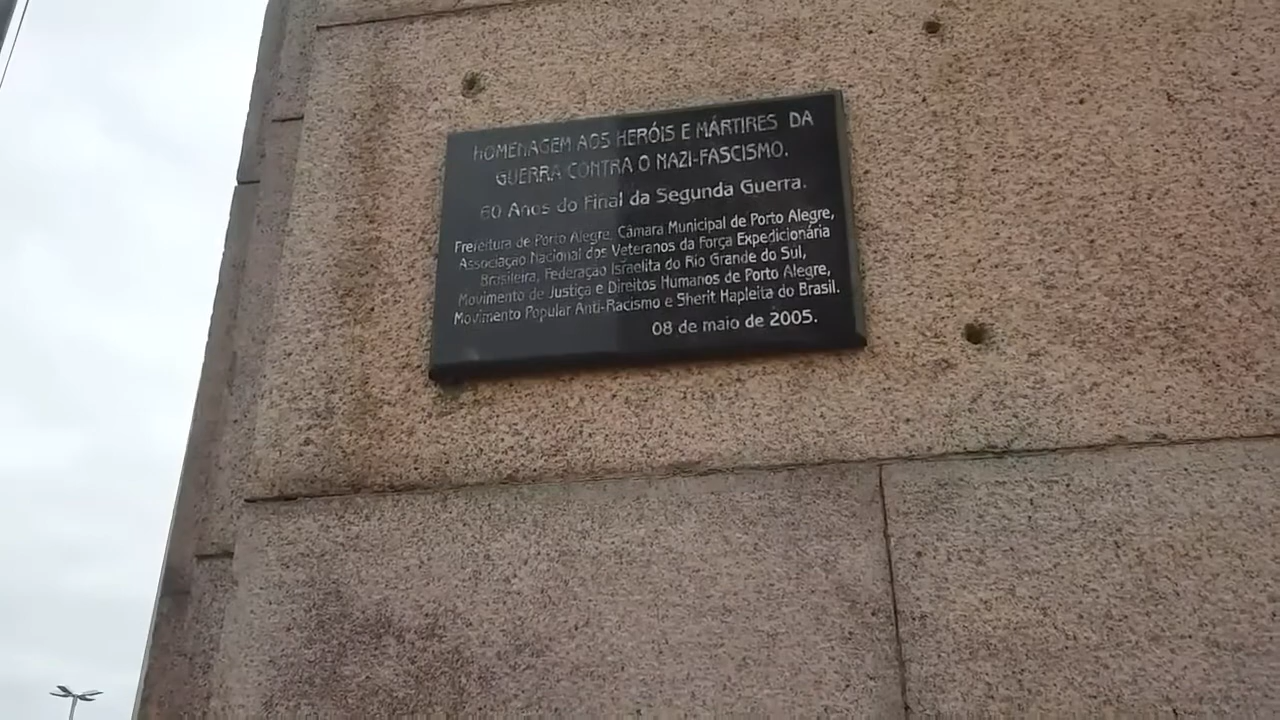 HOMENAGEM AOS HERÓIS E MÁRTIRES DA
GUERRA CONTRA O NAZI-FASCISMO.
60 Anos do Final da Segunda Guerra.
Prefeitura de Porto Alegre, Câmara Municipal de Porto Alegre,
Associação Nacional dos Veteranos da Força Expedicionária
Brasileira, Federação Israelita do Rio Grande do Sul,
Movimento de Justiça e Direitos Humanos de Porto Alegre,
Movimento Popular Anti-Racismo e Sherit Hapleita do Brasil.
08 de maio de 2005.